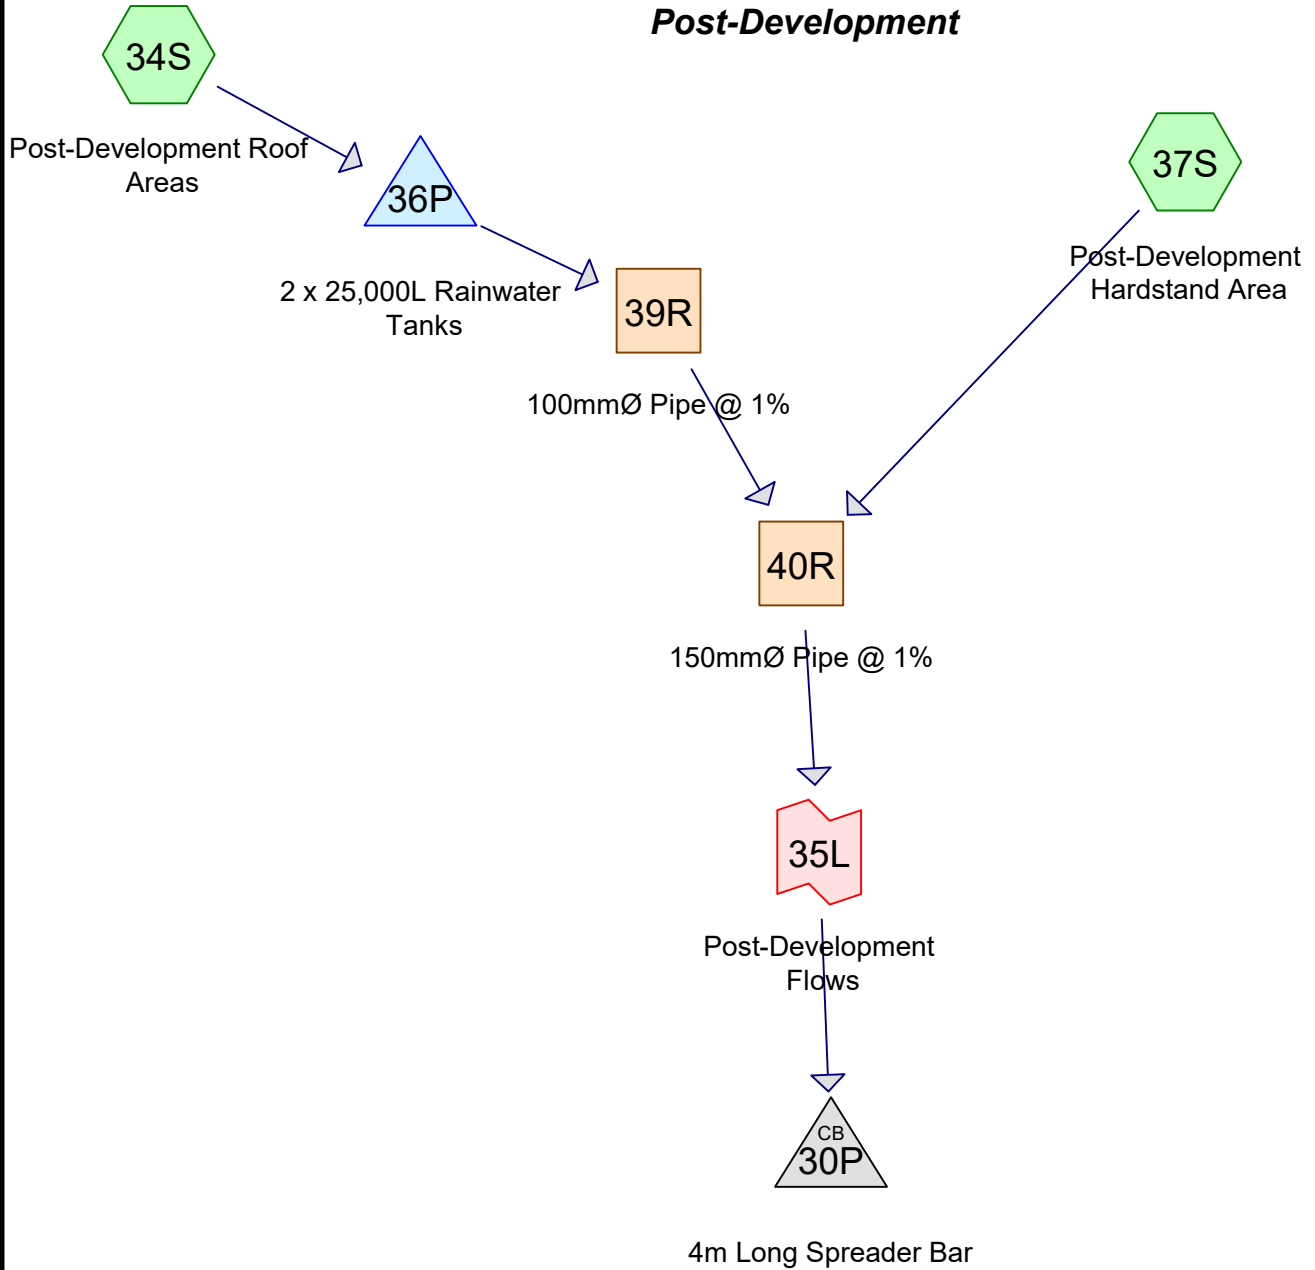 Post-Development
34S
Post-Development Roof
Areas
36P
2 x 25,000L Rainwater
Tanks
37S
Post-Development
Hardstand Area
39R
100mmØ Pipe @ 1%
40R
150mmØ Pipe @ 1%
35L
Post-Development
Flows
CB
30P
4m Long Spreader Bar